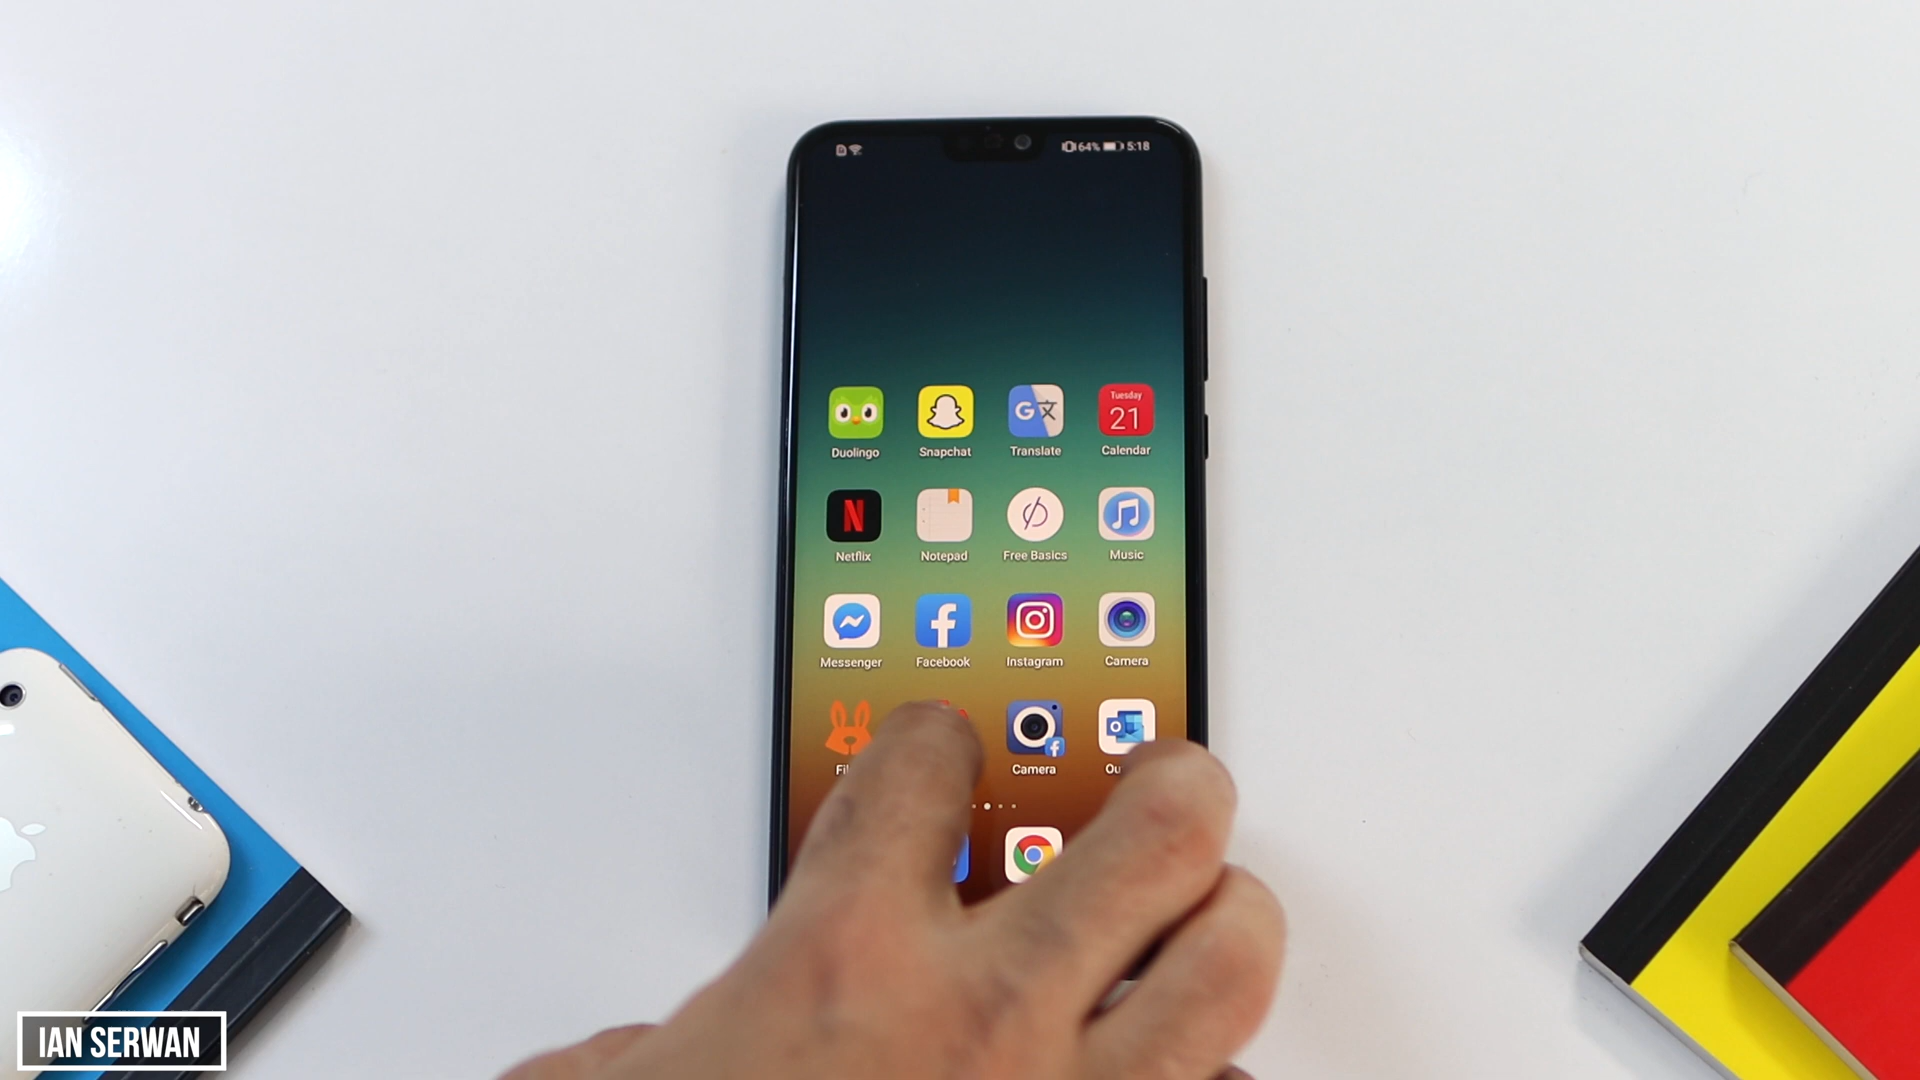 64% 5:18
Tuesday
21
Duolingo Snapchat Translate Calendar
Netflix Notepad Free Basics Music
Messenger Facebook Instagram Camera
Camera
IAN SERWAN